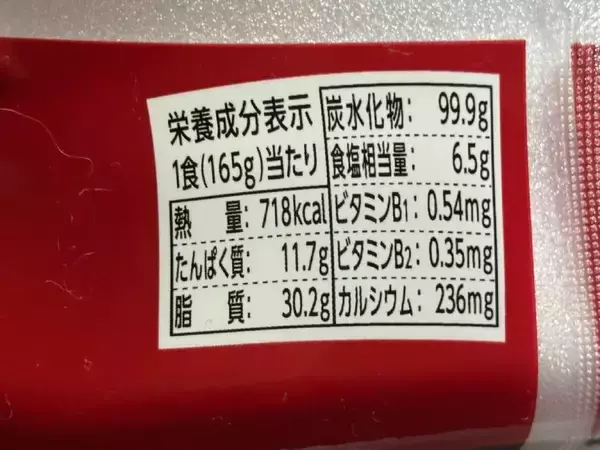 栄養成分表示
1食(165g)当たり
熱量: 718kcal
たんぱく質: 11.7g
脂質: 30.2g
炭水化物: 99.9g
食塩相当量: 6.5g
ビタミンB1: 0.54mg
ビタミンB2: 0.35mg
カルシウム: 236mg